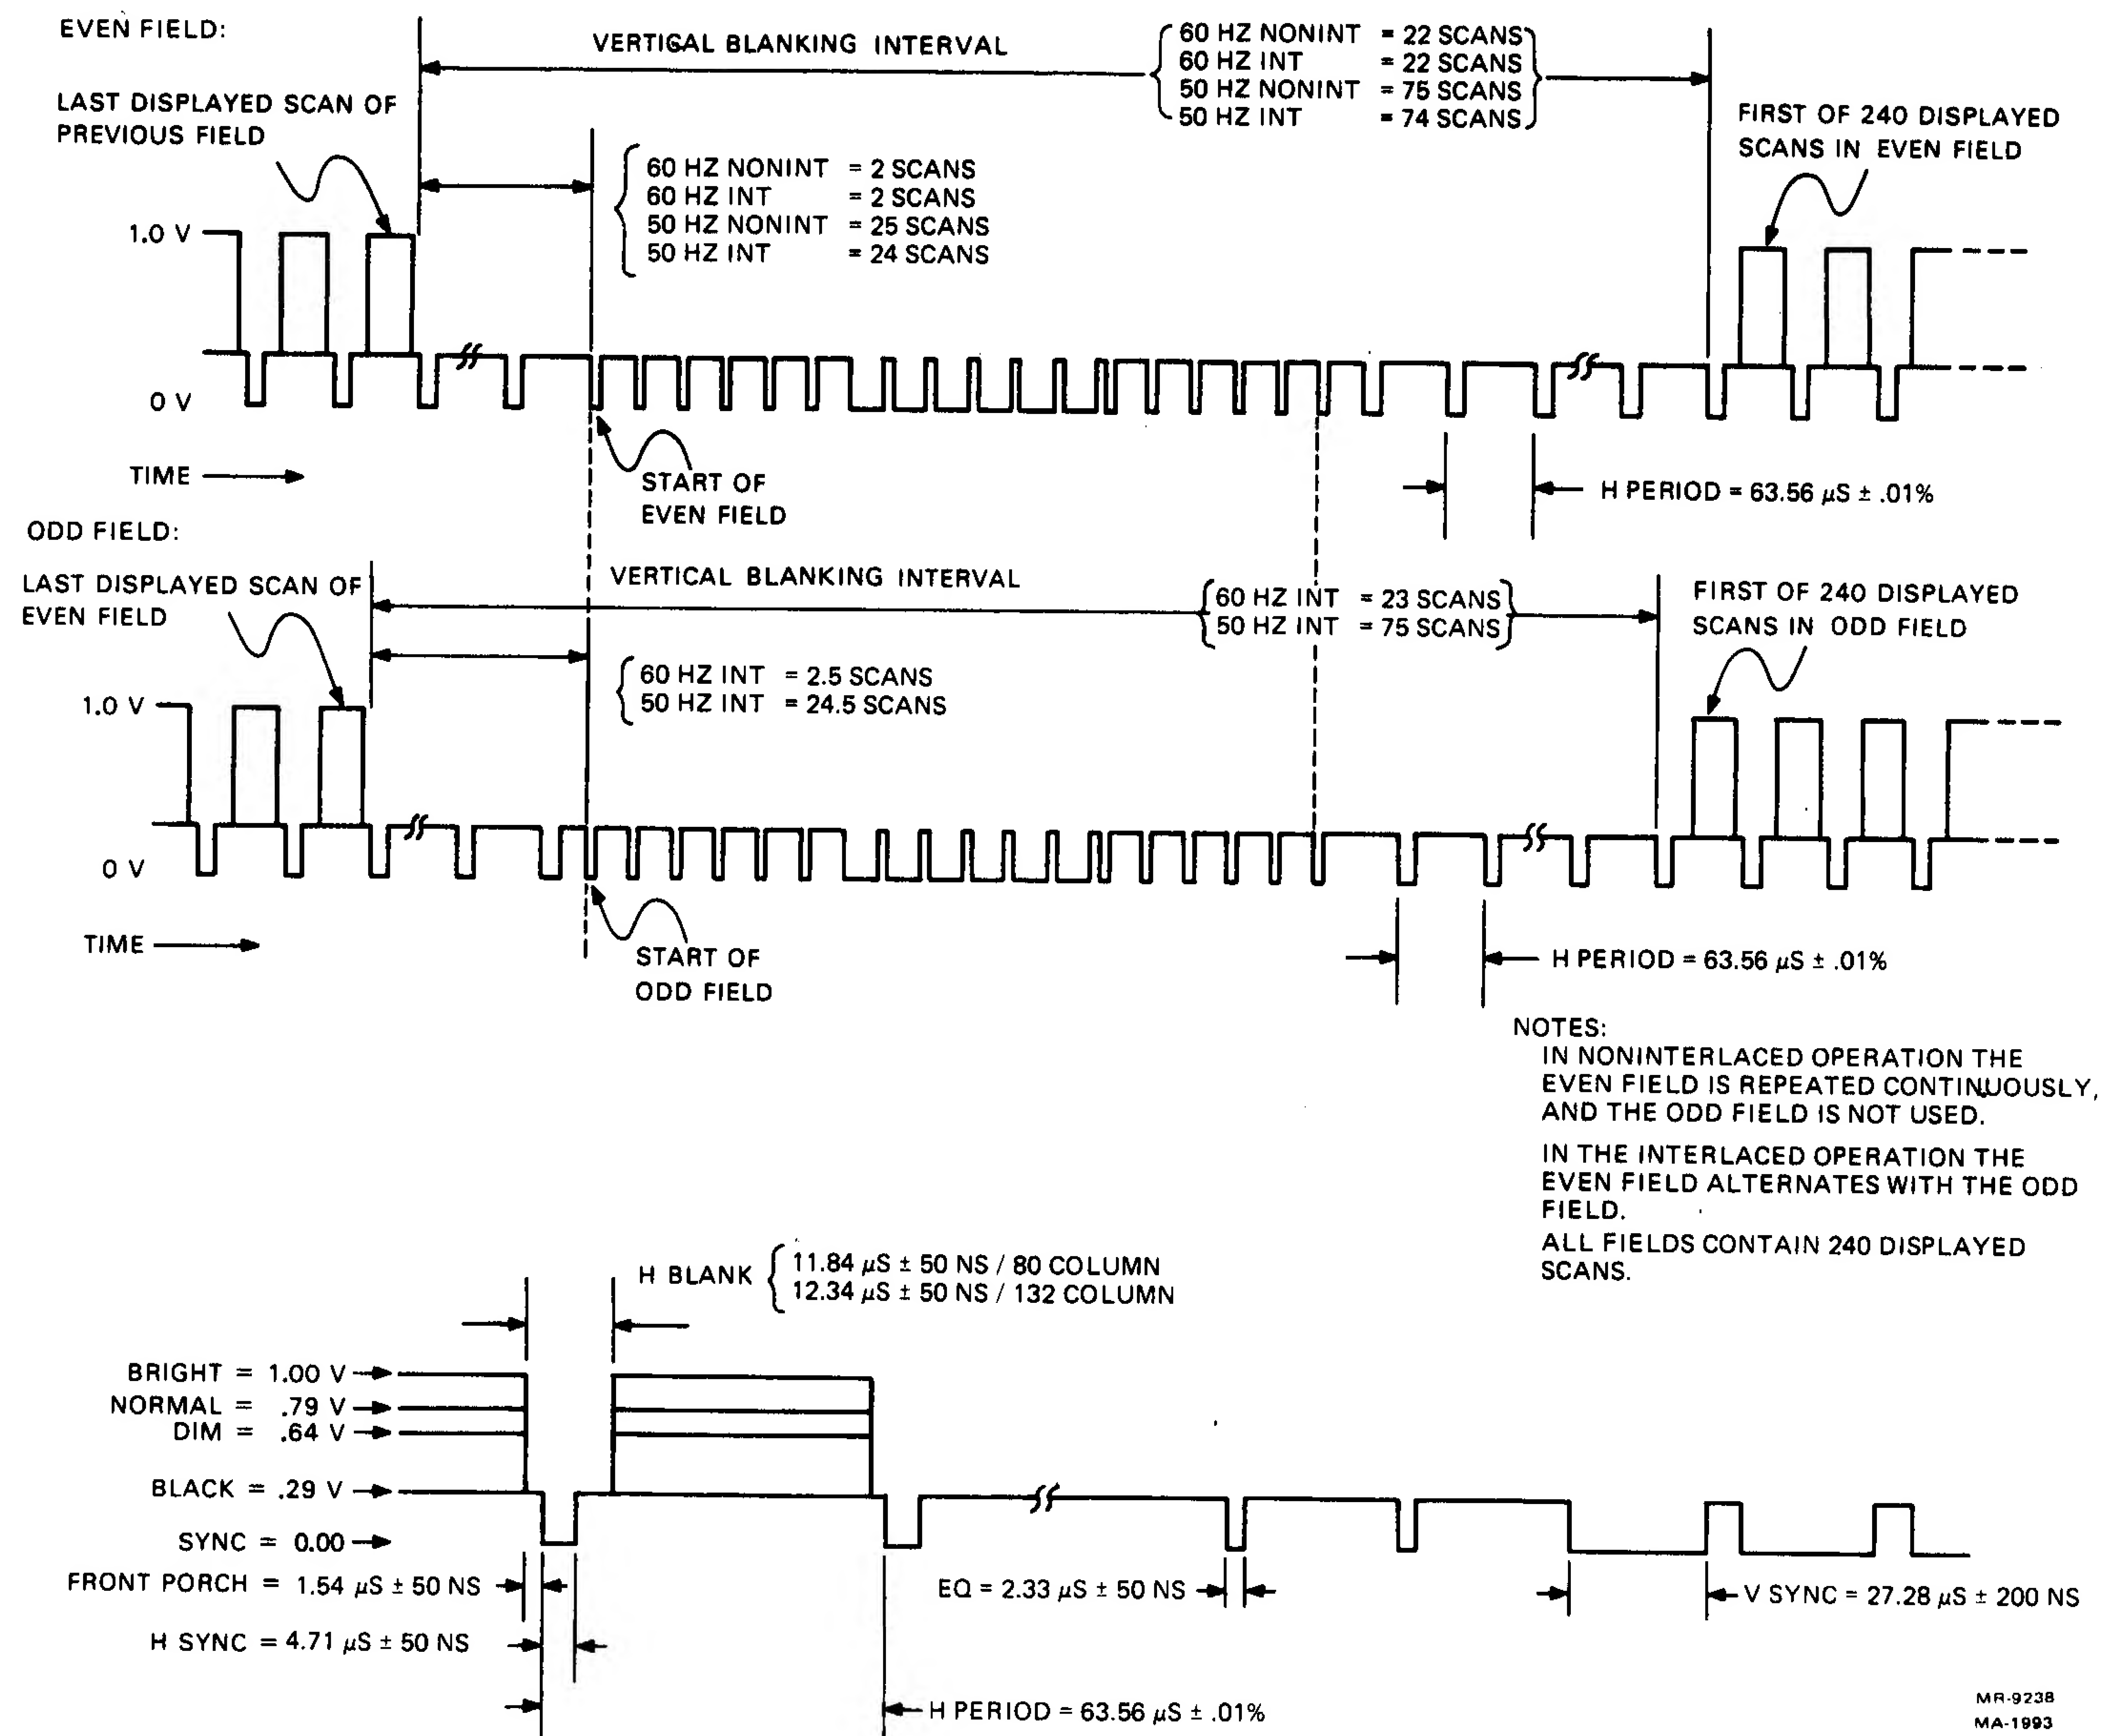 EVEN FIELD:
VERTICAL BLANKING INTERVAL
60 HZ NONINT = 22 SCANS
60 HZ INT = 22 SCANS
50 HZ NONINT = 75 SCANS
50 HZ INT = 74 SCANS
LAST DISPLAYED SCAN OF
PREVIOUS FIELD
FIRST OF 240 DISPLAYED
SCANS IN EVEN FIELD
60 HZ NONINT = 2 SCANS
60 HZ INT = 2 SCANS
50 HZ NONINT = 25 SCANS
50 HZ INT = 24 SCANS
1.0 V
0 V
TIME
START OF
EVEN FIELD
H PERIOD = 63.56 µS ± .01%
ODD FIELD:
VERTICAL BLANKING INTERVAL
60 HZ INT = 23 SCANS
50 HZ INT = 75 SCANS
LAST DISPLAYED SCAN OF
EVEN FIELD
FIRST OF 240 DISPLAYED
SCANS IN ODD FIELD
60 HZ INT = 2.5 SCANS
50 HZ INT = 24.5 SCANS
1.0 V
0 V
TIME
START OF
ODD FIELD
H PERIOD = 63.56 µS ± .01%
NOTES:
IN NONINTERLACED OPERATION THE
EVEN FIELD IS REPEATED CONTINUOUSLY,
AND THE ODD FIELD IS NOT USED.
IN THE INTERLACED OPERATION THE
EVEN FIELD ALTERNATES WITH THE ODD
FIELD.
ALL FIELDS CONTAIN 240 DISPLAYED
SCANS.
H BLANK
11.84 µS ± 50 NS / 80 COLUMN
12.34 µS ± 50 NS / 132 COLUMN
BRIGHT = 1.00 V
NORMAL = .79 V
DIM = .64 V
BLACK = .29 V
SYNC = 0.00
FRONT PORCH = 1.54 µS ± 50 NS
EQ = 2.33 µS ± 50 NS
V SYNC = 27.28 µS ± 200 NS
H SYNC = 4.71 µS ± 50 NS
H PERIOD = 63.56 µS ± .01%
MR-9238
MA-1993